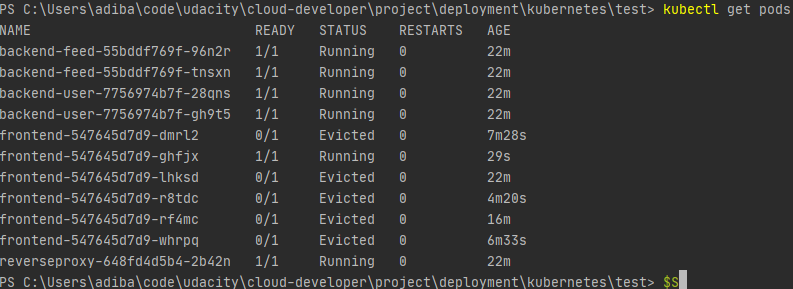 PS C:\Users\adiba\code\udacity\cloud-developer\project\deployment\kubernetes\test> kubectl get pods
NAME READY STATUS RESTARTS AGE
backend-feed-55bddf769f-96n2r 1/1 Running 0 22m
backend-feed-55bddf769f-tnsxn 1/1 Running 0 22m
backend-user-7756974b7f-28qns 1/1 Running 0 22m
backend-user-7756974b7f-gh9t5 1/1 Running 0 22m
frontend-547645d7d9-dmrl2 0/1 Evicted 0 7m28s
frontend-547645d7d9-ghfjx 1/1 Running 0 29s
frontend-547645d7d9-lhksd 0/1 Evicted 0 22m
frontend-547645d7d9-r8tdc 0/1 Evicted 0 4m20s
frontend-547645d7d9-rf4mc 0/1 Evicted 0 16m
frontend-547645d7d9-whrpq 0/1 Evicted 0 6m33s
reverseproxy-648fd4d5b4-2b42n 1/1 Running 0 22m
PS C:\Users\adiba\code\udacity\cloud-developer\project\deployment\kubernetes\test> $S